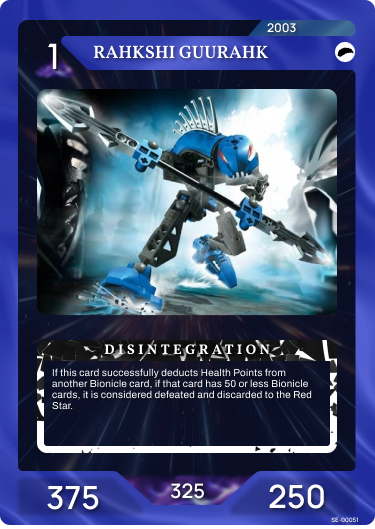 2003
1
RAHKSHI GUURAHK
DISINTEGRATION
If this card successfully deducts Health Points from
another Bionicle card, if that card has 50 or less Bionicle
cards, it is considered defeated and discarded to the Red
Star.
375
325
250
SE-00051